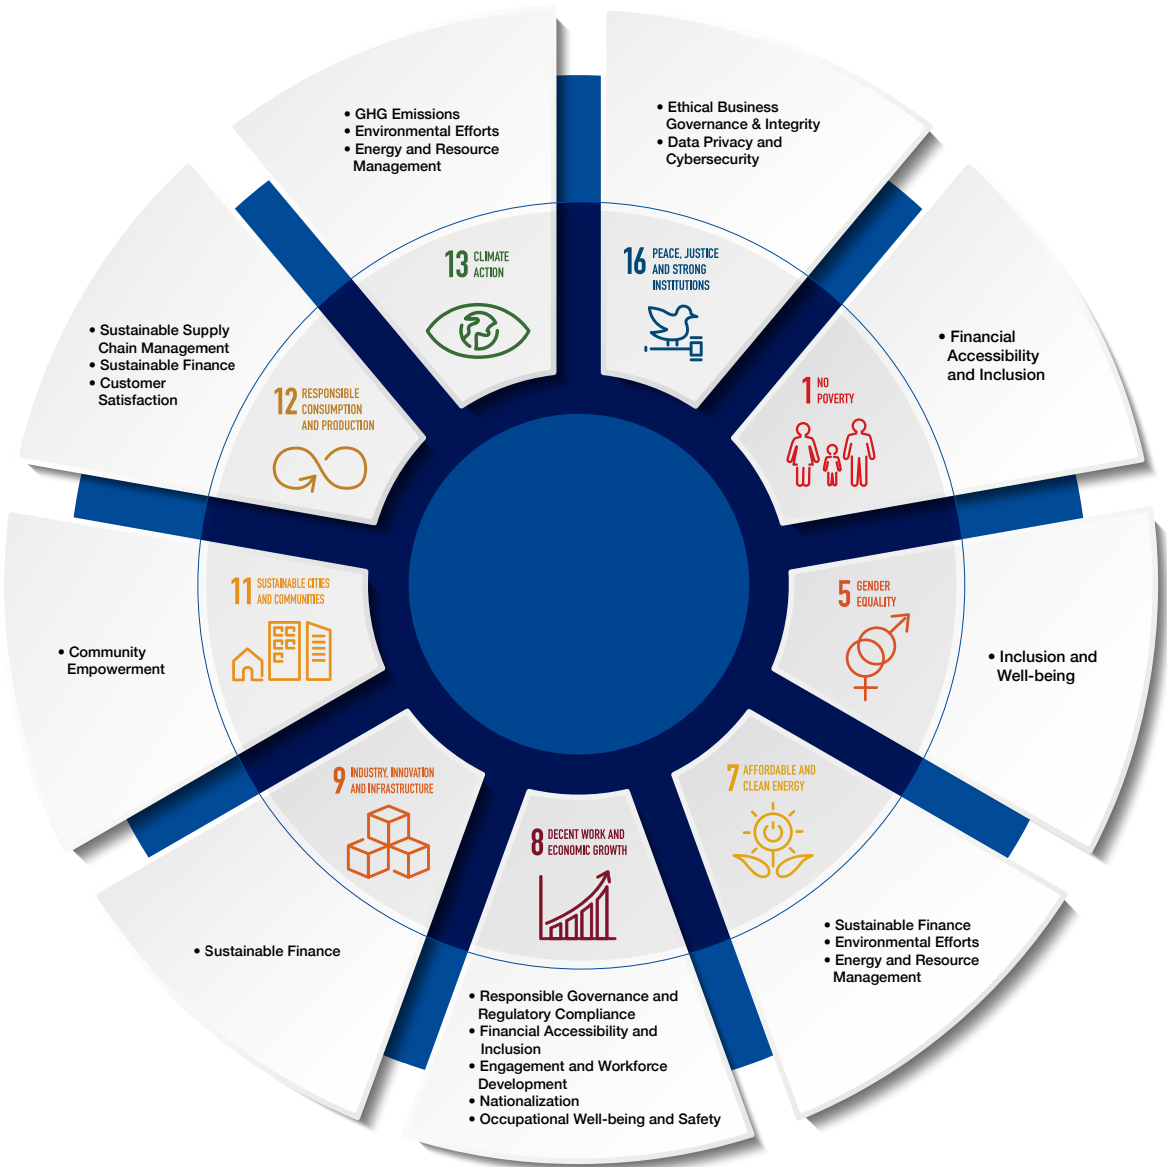 • GHG Emissions
• Environmental Efforts
• Energy and Resource
Management
13 CLIMATE
ACTION
• Ethical Business
Governance & Integrity
• Data Privacy and
Cybersecurity
16 PEACE, JUSTICE
AND STRONG
INSTITUTIONS
• Financial
Accessibility
and Inclusion
1 NO
POVERTY
• Inclusion and
Well-being
5 GENDER
EQUALITY
7 AFFORDABLE AND
CLEAN ENERGY
• Sustainable Finance
• Environmental Efforts
• Energy and Resource
Management
8 DECENT WORK AND
ECONOMIC GROWTH
• Responsible Governance and
Regulatory Compliance
• Financial Accessibility and
Inclusion
• Engagement and Workforce
Development
• Nationalization
• Occupational Well-being and Safety
9 INDUSTRY, INNOVATION
AND INFRASTRUCTURE
• Sustainable Finance
11 SUSTAINABLE CITIES
AND COMMUNITIES
• Community
Empowerment
• Sustainable Supply
Chain Management
• Sustainable Finance
• Customer
Satisfaction
12 RESPONSIBLE
CONSUMPTION
AND PRODUCTION